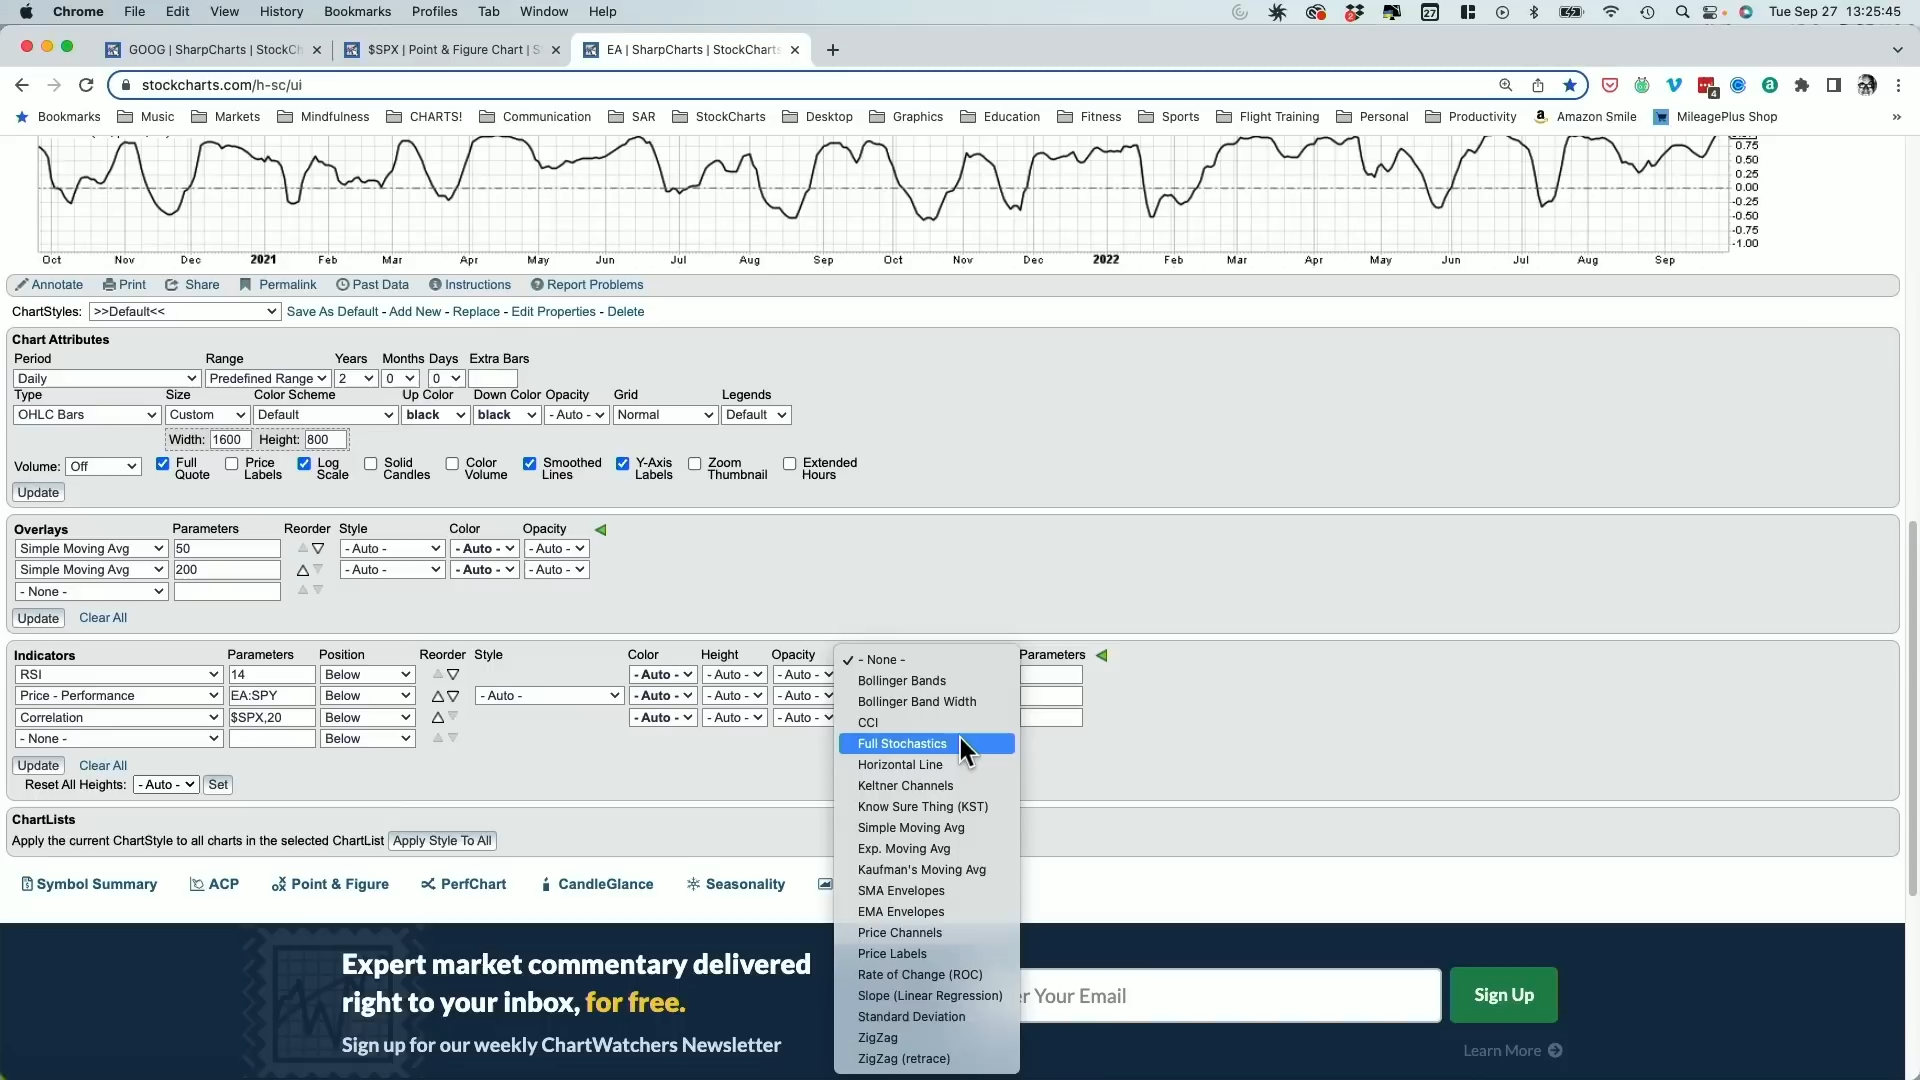 Chrome File Edit View History Bookmarks Profiles Tab Window Help 2 27 Tue Sep 27 13:25:45
GOOG | SharpCharts | StockCh $SPX | Point & Figure Chart | S EA | SharpCharts | StockCharts
stockcharts.com/h-sc/ui 4
Bookmarks Music Markets Mindfulness CHARTS! Communication SAR StockCharts Desktop Graphics Education Fitness Sports Flight Training Personal Productivity Amazon Smile MileagePlus Shop »
0.75
0.50
0.25
0.00
-0.25
-0.50
-0.75
-1.00
Oct Nov Dec 2021 Feb Mar Apr May Jun Jul Aug Sep Oct Nov Dec 2022 Feb Mar Apr May Jun Jul Aug Sep
Annotate Print Share Permalink Past Data Instructions Report Problems
ChartStyles: >>Default<< Save As Default - Add New - Replace - Edit Properties - Delete
Chart Attributes
Period Range Years Months Days Extra Bars
Daily Predefined Range 2 0 0
Type Size Color Scheme Up Color Down Color Opacity Grid Legends
OHLC Bars Custom Default black black - Auto - Normal Default
Width: 1600 Height: 800
Volume: Off Full Quote Price Labels Log Scale Solid Candles Color Volume Smoothed Lines Y-Axis Labels Zoom Thumbnail Extended Hours
Update
Overlays Parameters Reorder Style Color Opacity
Simple Moving Avg 50 - Auto - - Auto - - Auto -
Simple Moving Avg 200 - Auto - - Auto - - Auto -
- None -
Update Clear All
Indicators Parameters Position Reorder Style Color Height Opacity Parameters
RSI 14 Below - Auto - - Auto - - Auto -
Price - Performance EA:SPY Below - Auto - - Auto - - Auto - - Auto -
Correlation $SPX,20 Below - Auto - - Auto - - Auto -
- None - Below
Update Clear All
Reset All Heights: - Auto - Set
✓ - None -
Bollinger Bands
Bollinger Band Width
CCI
Full Stochastics
Horizontal Line
Keltner Channels
Know Sure Thing (KST)
Simple Moving Avg
Exp. Moving Avg
Kaufman's Moving Avg
SMA Envelopes
EMA Envelopes
Price Channels
Price Labels
Rate of Change (ROC)
Slope (Linear Regression)
Standard Deviation
ZigZag
ZigZag (retrace)
ChartLists
Apply the current ChartStyle to all charts in the selected ChartList Apply Style To All
Symbol Summary ACP Point & Figure PerfChart CandleGlance Seasonality
Expert market commentary delivered
right to your inbox, for free.
Sign up for our weekly ChartWatchers Newsletter
er Your Email
Sign Up
Learn More